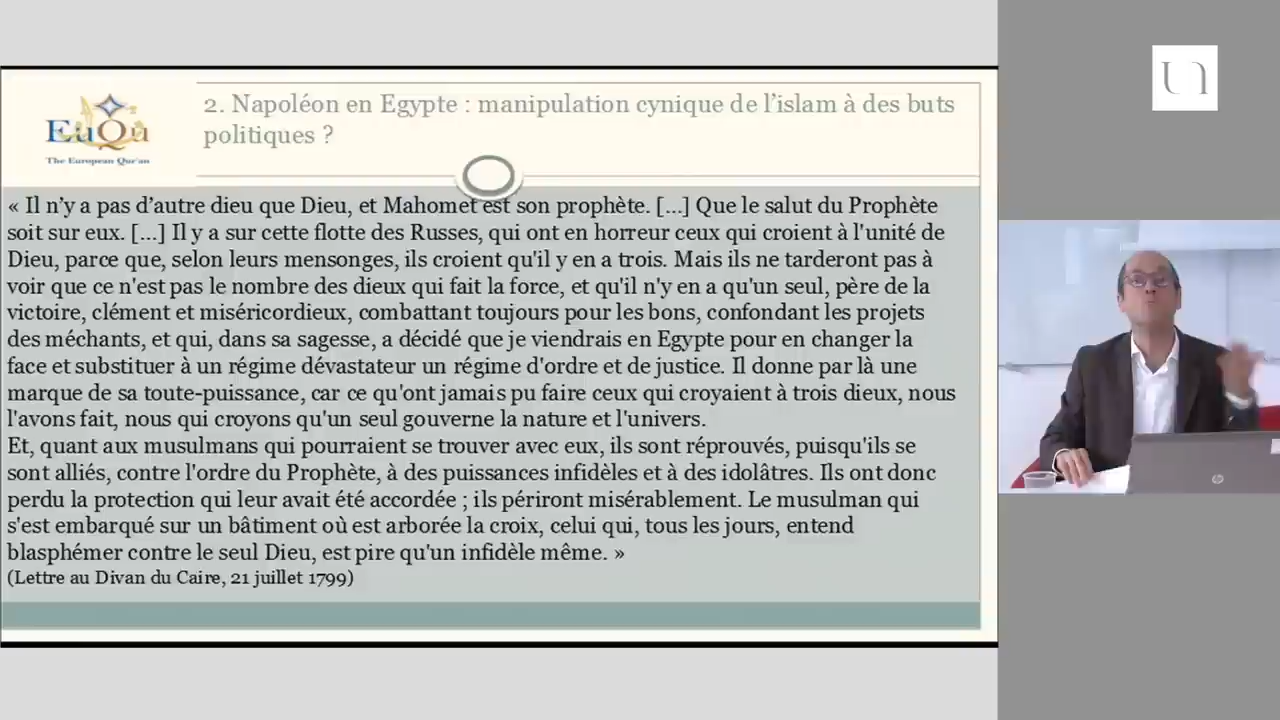 EuQu
The European Qur'an
2. Napoléon en Egypte : manipulation cynique de l'islam à des buts
politiques ?
« Il n'y a pas d'autre dieu que Dieu, et Mahomet est son prophète. [...] Que le salut du Prophète
soit sur eux. [...] Il y a sur cette flotte des Russes, qui ont en horreur ceux qui croient à l'unité de
Dieu, parce que, selon leurs mensonges, ils croient qu'il y en a trois. Mais ils ne tarderont pas à
voir que ce n'est pas le nombre des dieux qui fait la force, et qu'il n'y en a qu'un seul, père de la
victoire, clément et miséricordieux, combattant toujours pour les bons, confondant les projets
des méchants, et qui, dans sa sagesse, a décidé que je viendrais en Egypte pour en changer la
face et substituer à un régime dévastateur un régime d'ordre et de justice. Il donne par là une
marque de sa toute-puissance, car ce qu'ont jamais pu faire ceux qui croyaient à trois dieux, nous
l'avons fait, nous qui croyons qu'un seul gouverne la nature et l'univers.
Et, quant aux musulmans qui pourraient se trouver avec eux, ils sont réprouvés, puisqu'ils se
sont alliés, contre l'ordre du Prophète, à des puissances infidèles et à des idolâtres. Ils ont donc
perdu la protection qui leur avait été accordée ; ils périront misérablement. Le musulman qui
s'est embarqué sur un bâtiment où est arborée la croix, celui qui, tous les jours, entend
blasphémer contre le seul Dieu, est pire qu'un infidèle même. »
(Lettre au Divan du Caire, 21 juillet 1799)
hp